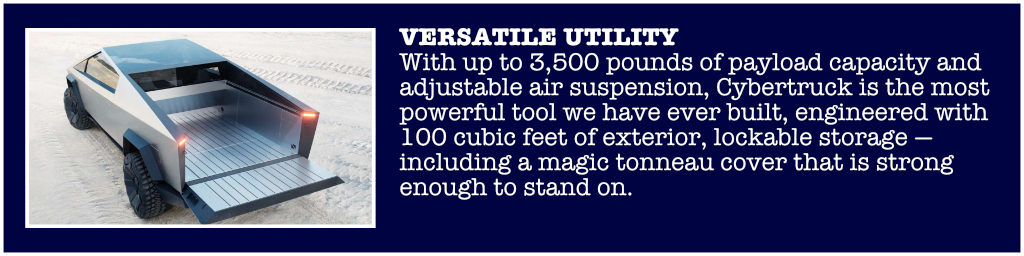 VERSATILE UTILITY
With up to 3,500 pounds of payload capacity and
adjustable air suspension, Cybertruck is the most
powerful tool we have ever built, engineered with
100 cubic feet of exterior, lockable storage —
including a magic tonneau cover that is strong
enough to stand on.